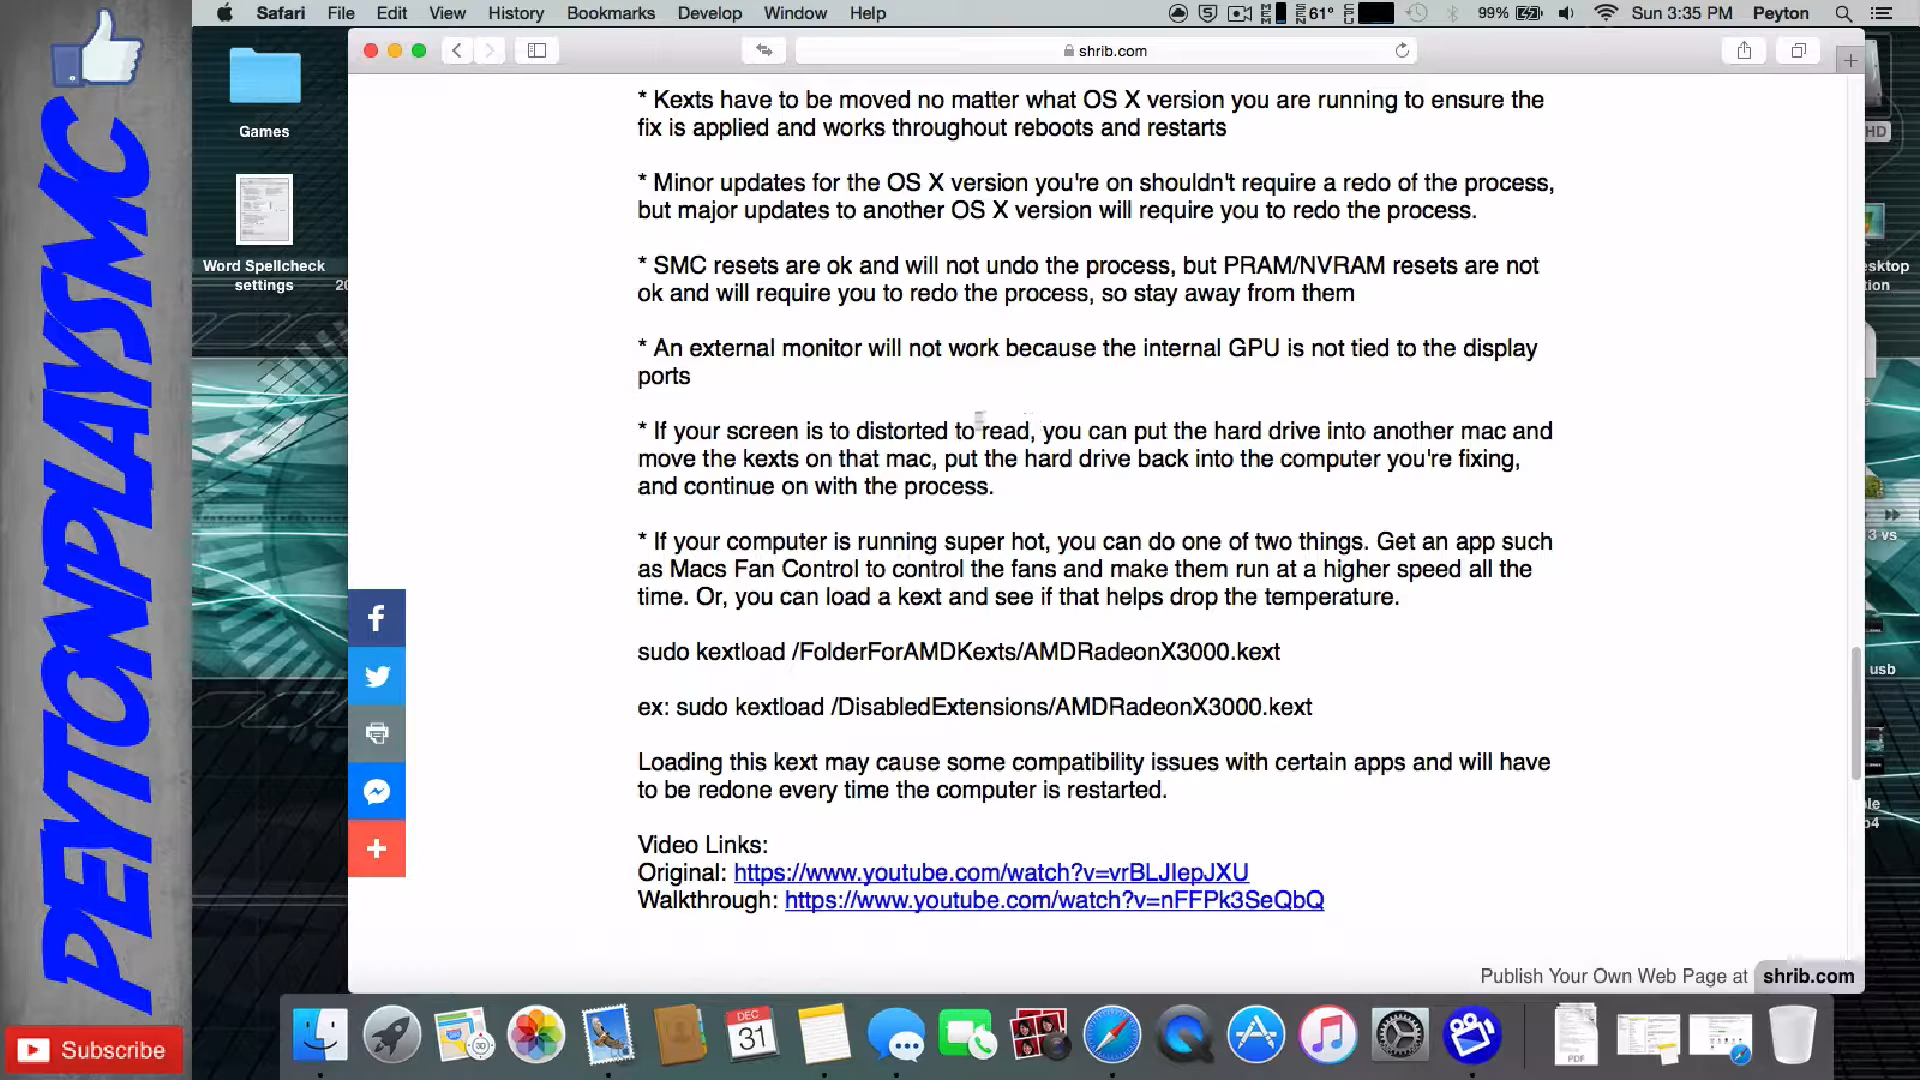 Safari File Edit View History Bookmarks Develop Window Help
61° 99% Sun 3:35 PM Peyton
shrib.com
Games
Word Spellcheck
settings
PEYTONPLAYSMC
Subscribe
* Kexts have to be moved no matter what OS X version you are running to ensure the
fix is applied and works throughout reboots and restarts
* Minor updates for the OS X version you're on shouldn't require a redo of the process,
but major updates to another OS X version will require you to redo the process.
* SMC resets are ok and will not undo the process, but PRAM/NVRAM resets are not
ok and will require you to redo the process, so stay away from them
* An external monitor will not work because the internal GPU is not tied to the display
ports
* If your screen is to distorted to read, you can put the hard drive into another mac and
move the kexts on that mac, put the hard drive back into the computer you're fixing,
and continue on with the process.
* If your computer is running super hot, you can do one of two things. Get an app such
as Macs Fan Control to control the fans and make them run at a higher speed all the
time. Or, you can load a kext and see if that helps drop the temperature.
sudo kextload /FolderForAMDKexts/AMDRadeonX3000.kext
ex: sudo kextload /DisabledExtensions/AMDRadeonX3000.kext
Loading this kext may cause some compatibility issues with certain apps and will have
to be redone every time the computer is restarted.
Video Links:
Original: https://www.youtube.com/watch?v=vrBLJIepJXU
Walkthrough: https://www.youtube.com/watch?v=nFFPk3SeQbQ
Publish Your Own Web Page at shrib.com
HD
sktop
tion
3 vs
usb
DEC
31
PDF